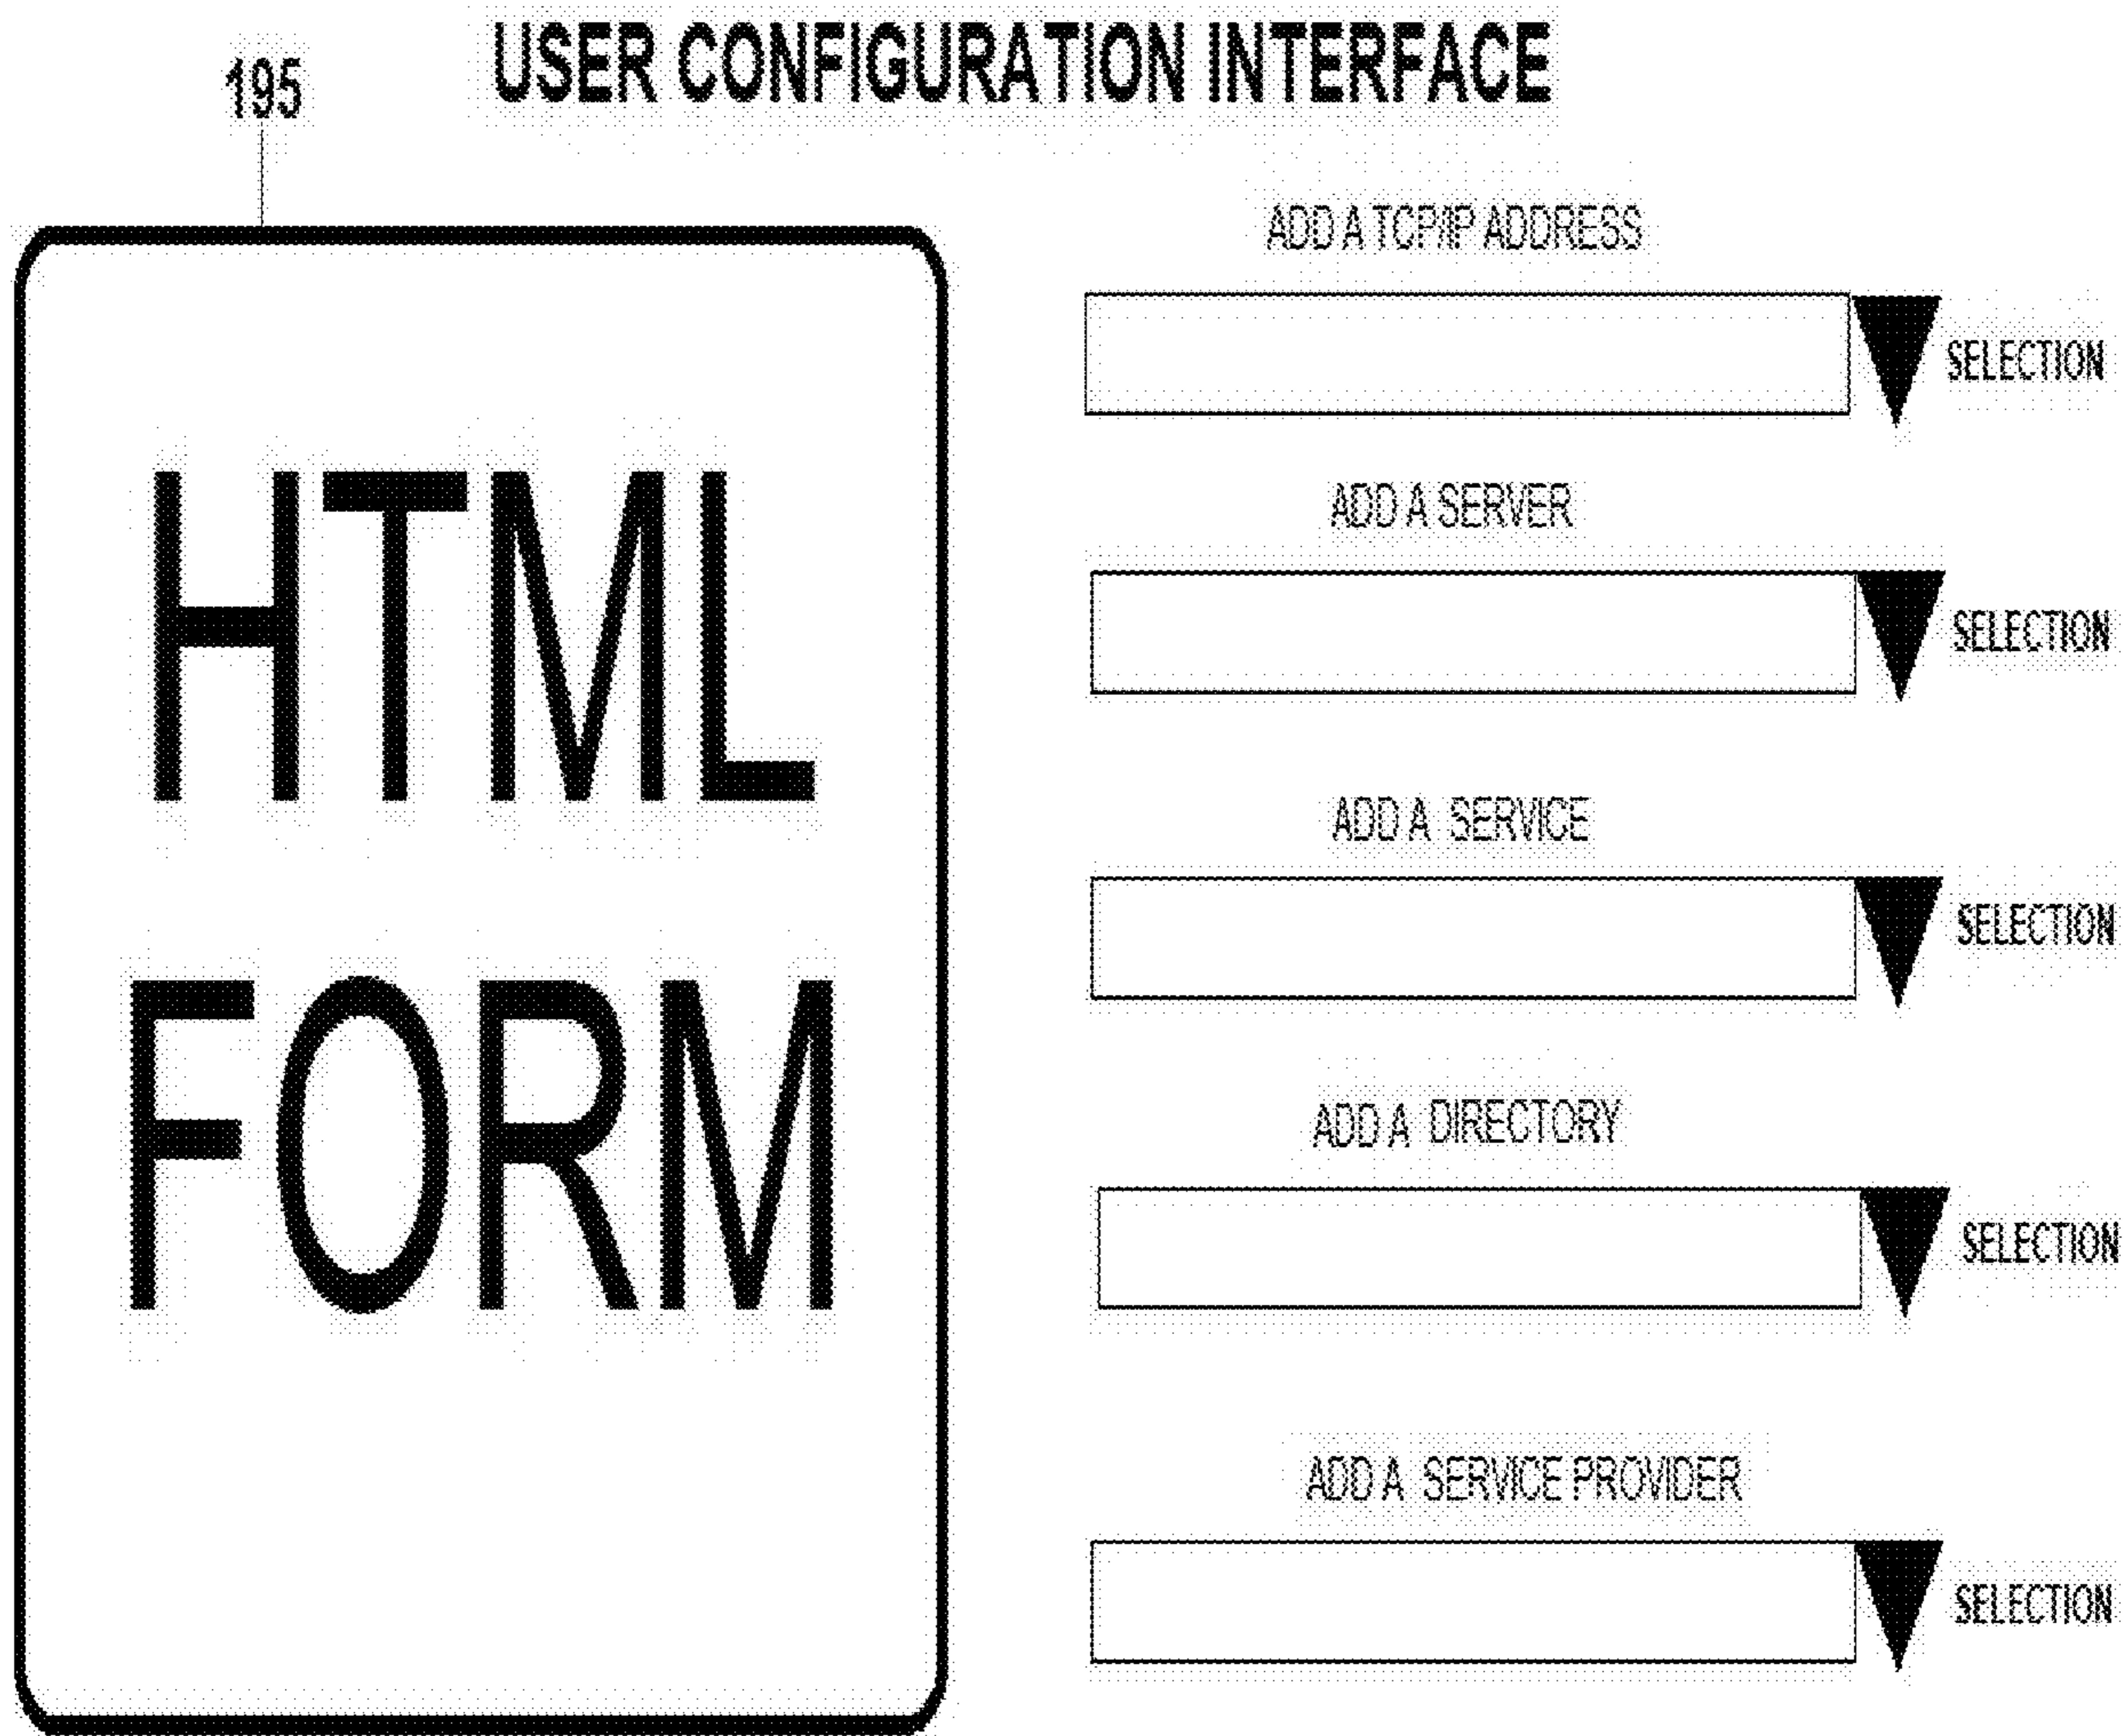 USER CONFIGURATION INTERFACE
195
HTML
FORM
ADD A TCP/IP ADDRESS
SELECTION
ADD A SERVER
SELECTION
ADD A SERVICE
SELECTION
ADD A DIRECTORY
SELECTION
ADD A SERVICE PROVIDER
SELECTION